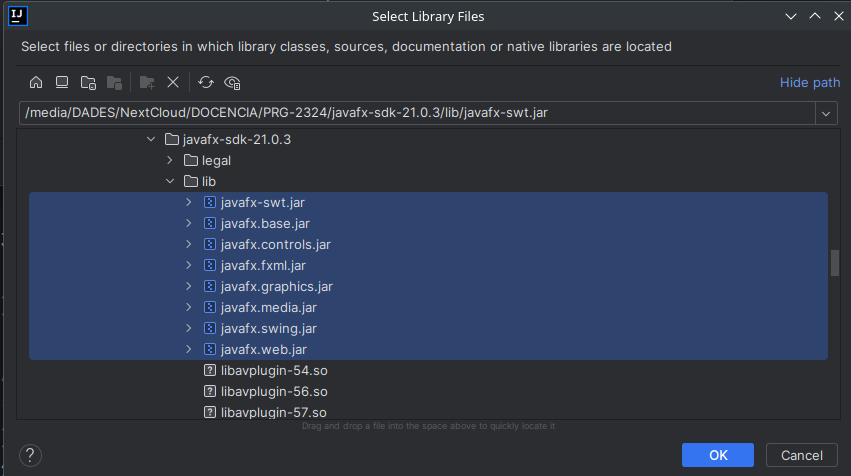 IJ
Select Library Files
Select files or directories in which library classes, sources, documentation or native libraries are located
Hide path
/media/DADES/NextCloud/DOCENCIA/PRG-2324/javafx-sdk-21.0.3/lib/javafx-swt.jar
javafx-sdk-21.0.3
legal
lib
javafx-swt.jar
javafx.base.jar
javafx.controls.jar
javafx.fxml.jar
javafx.graphics.jar
javafx.media.jar
javafx.swing.jar
javafx.web.jar
? libavplugin-54.so
? libavplugin-56.so
? libavplugin-57.so
Drag and drop a file into the space above to quickly locate it
? OK Cancel